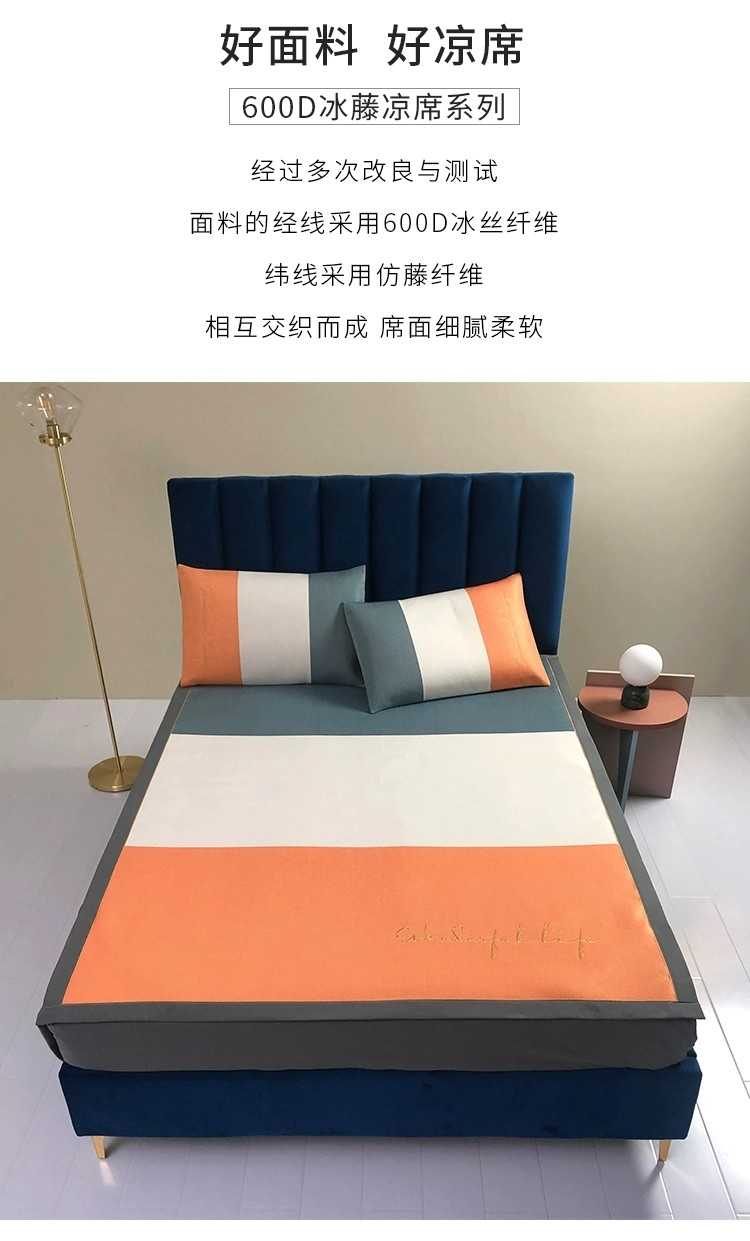 好面料 好凉席
600D冰藤凉席系列
经过多次改良与测试
面料的经线采用600D冰丝纤维
纬线采用仿藤纤维
相互交织而成 席面细腻柔软